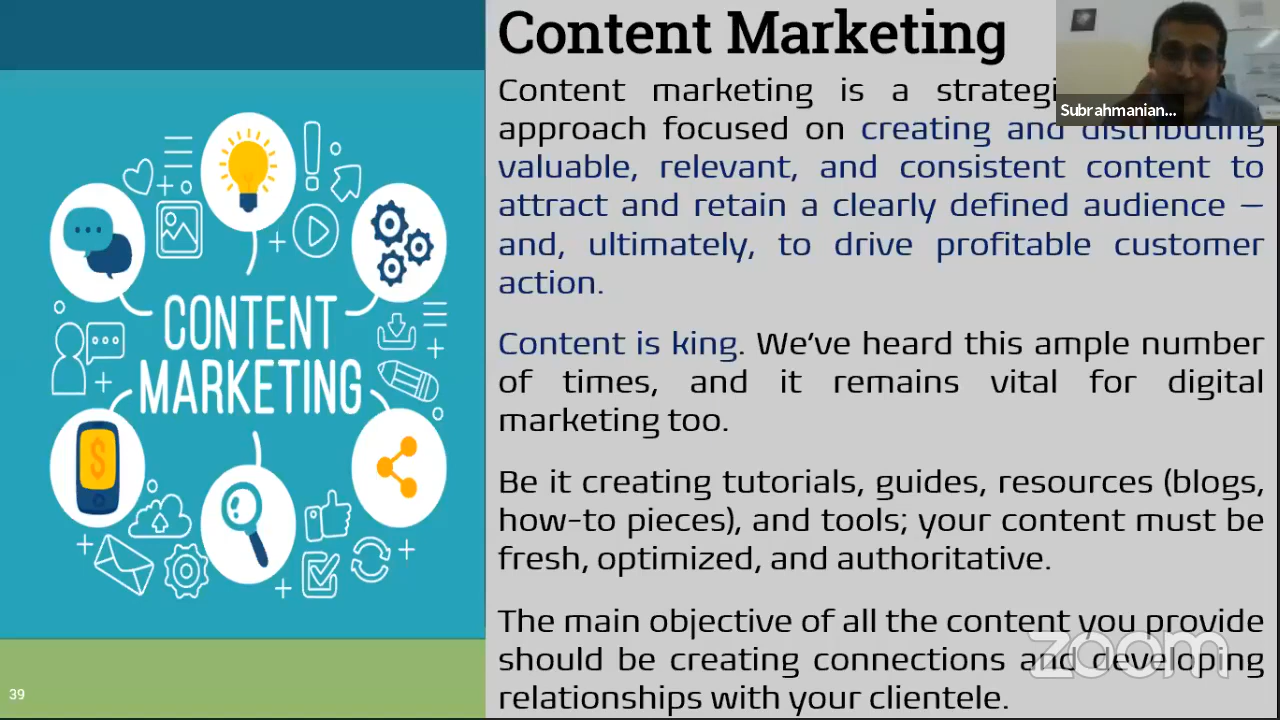 Content Marketing
Content marketing is a
approach focused on creating and distributing
valuable, relevant, and consistent content to
attract and retain a clearly defined audience –
and, ultimately, to drive profitable customer
action.
Content is king. We’ve heard this ample number
of times, and it remains vital for digital
marketing too.
Be it creating tutorials, guides, resources (blogs,
how-to pieces), and tools; your content must be
fresh, optimized, and authoritative.
The main objective of all the content you provide
should be creating connections and developing
relationships with your clientele.
Subrahmanian...
CONTENT
MARKETING
$
39
zoom